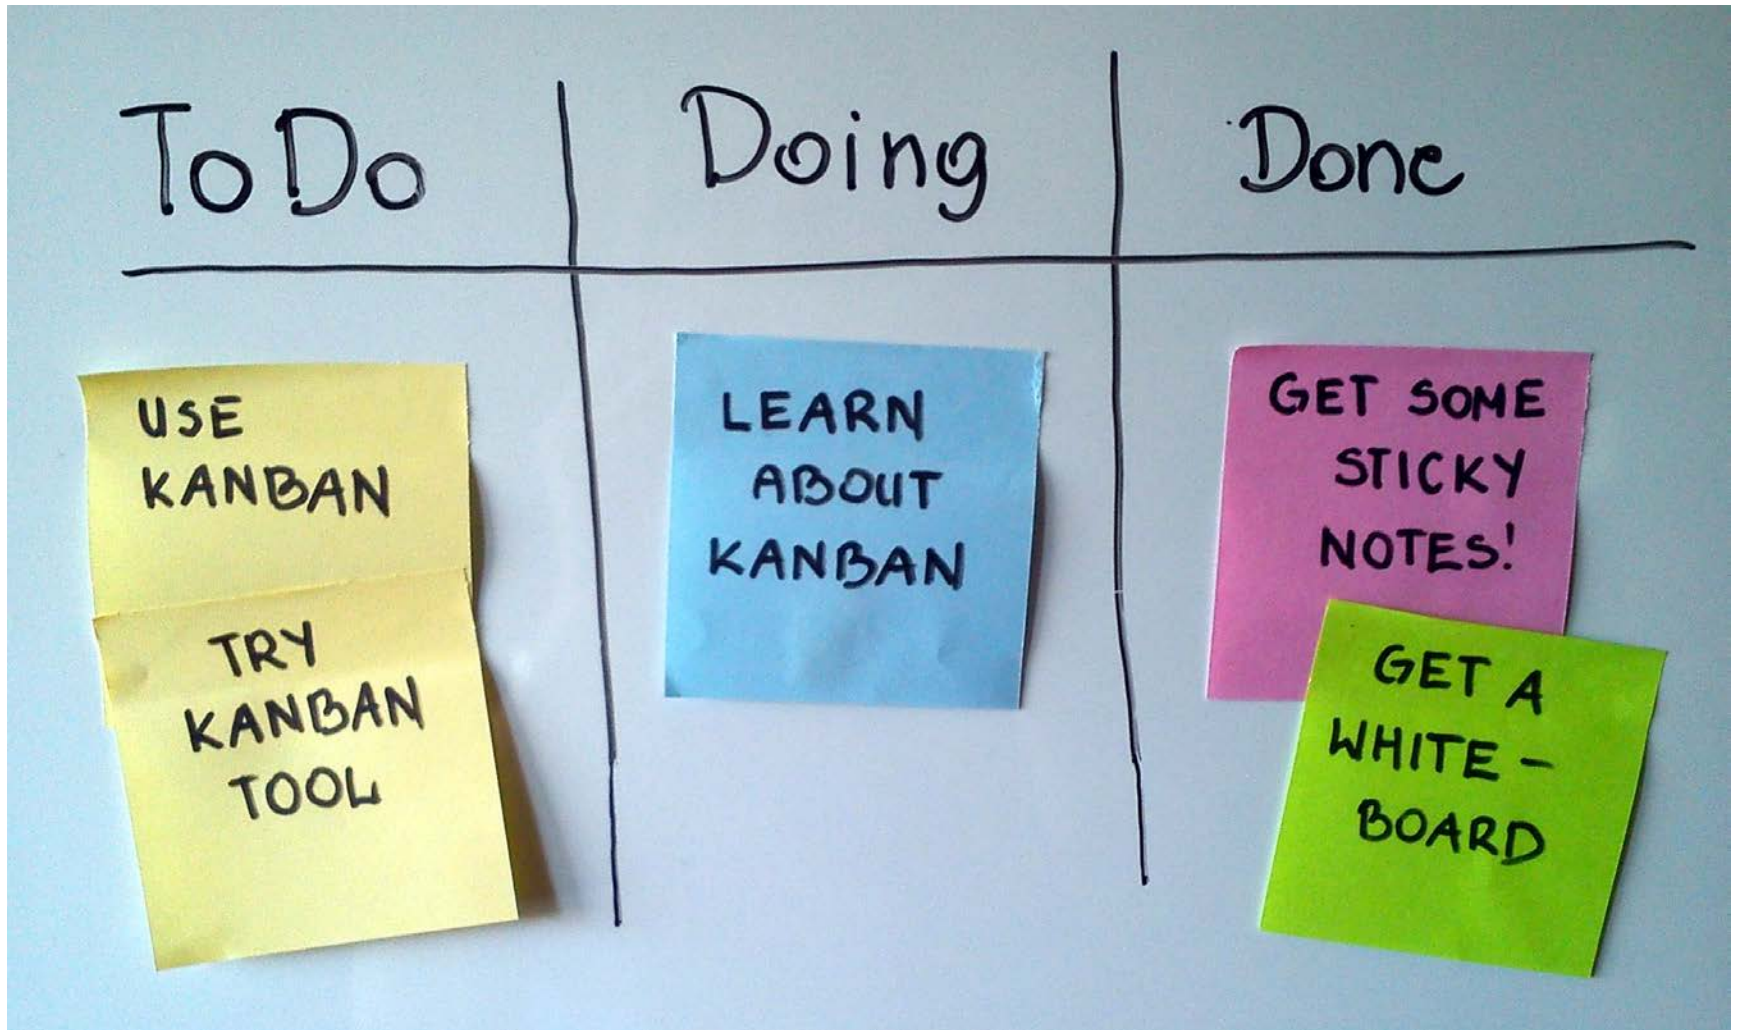 To Do
Doing
Done
USE
KANBAN
TRY
KANBAN
TOOL
LEARN
ABOUT
KANBAN
GET SOME
STICKY
NOTES!
GET A
WHITE-
BOARD